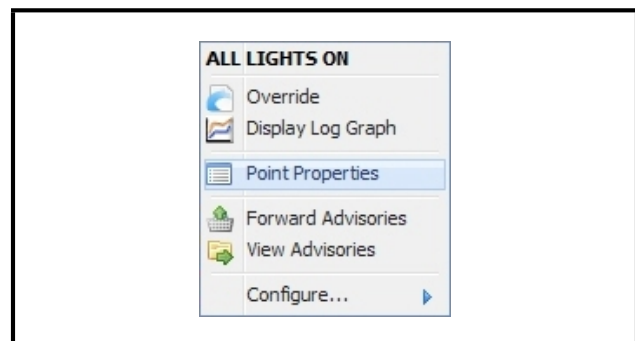 ALL LIGHTS ON
Override
Display Log Graph
Point Properties
Forward Advisories
View Advisories
Configure...